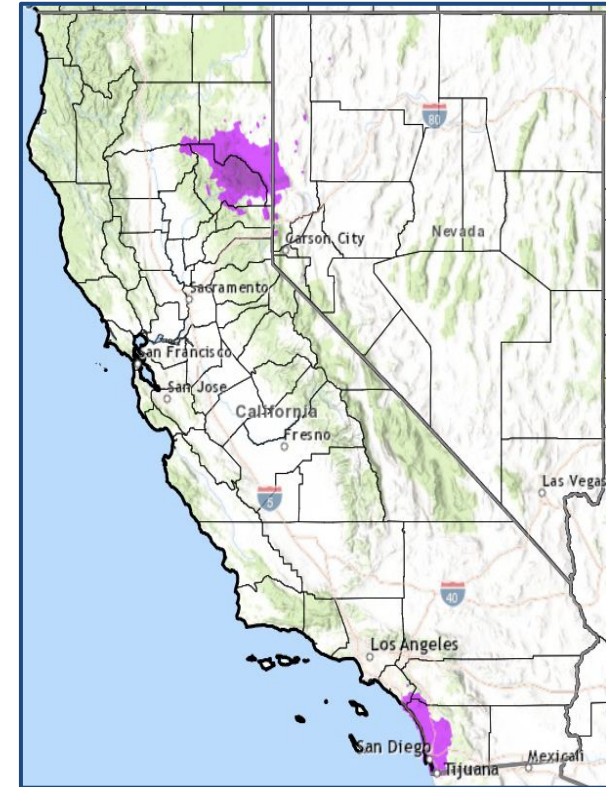 80
Carson City
Nevada
Sacramento
San Francisco
San Jose
California
Fresno
5
Las Vegas
40
Los Angeles
San Diego
Tijuana
Mexicali